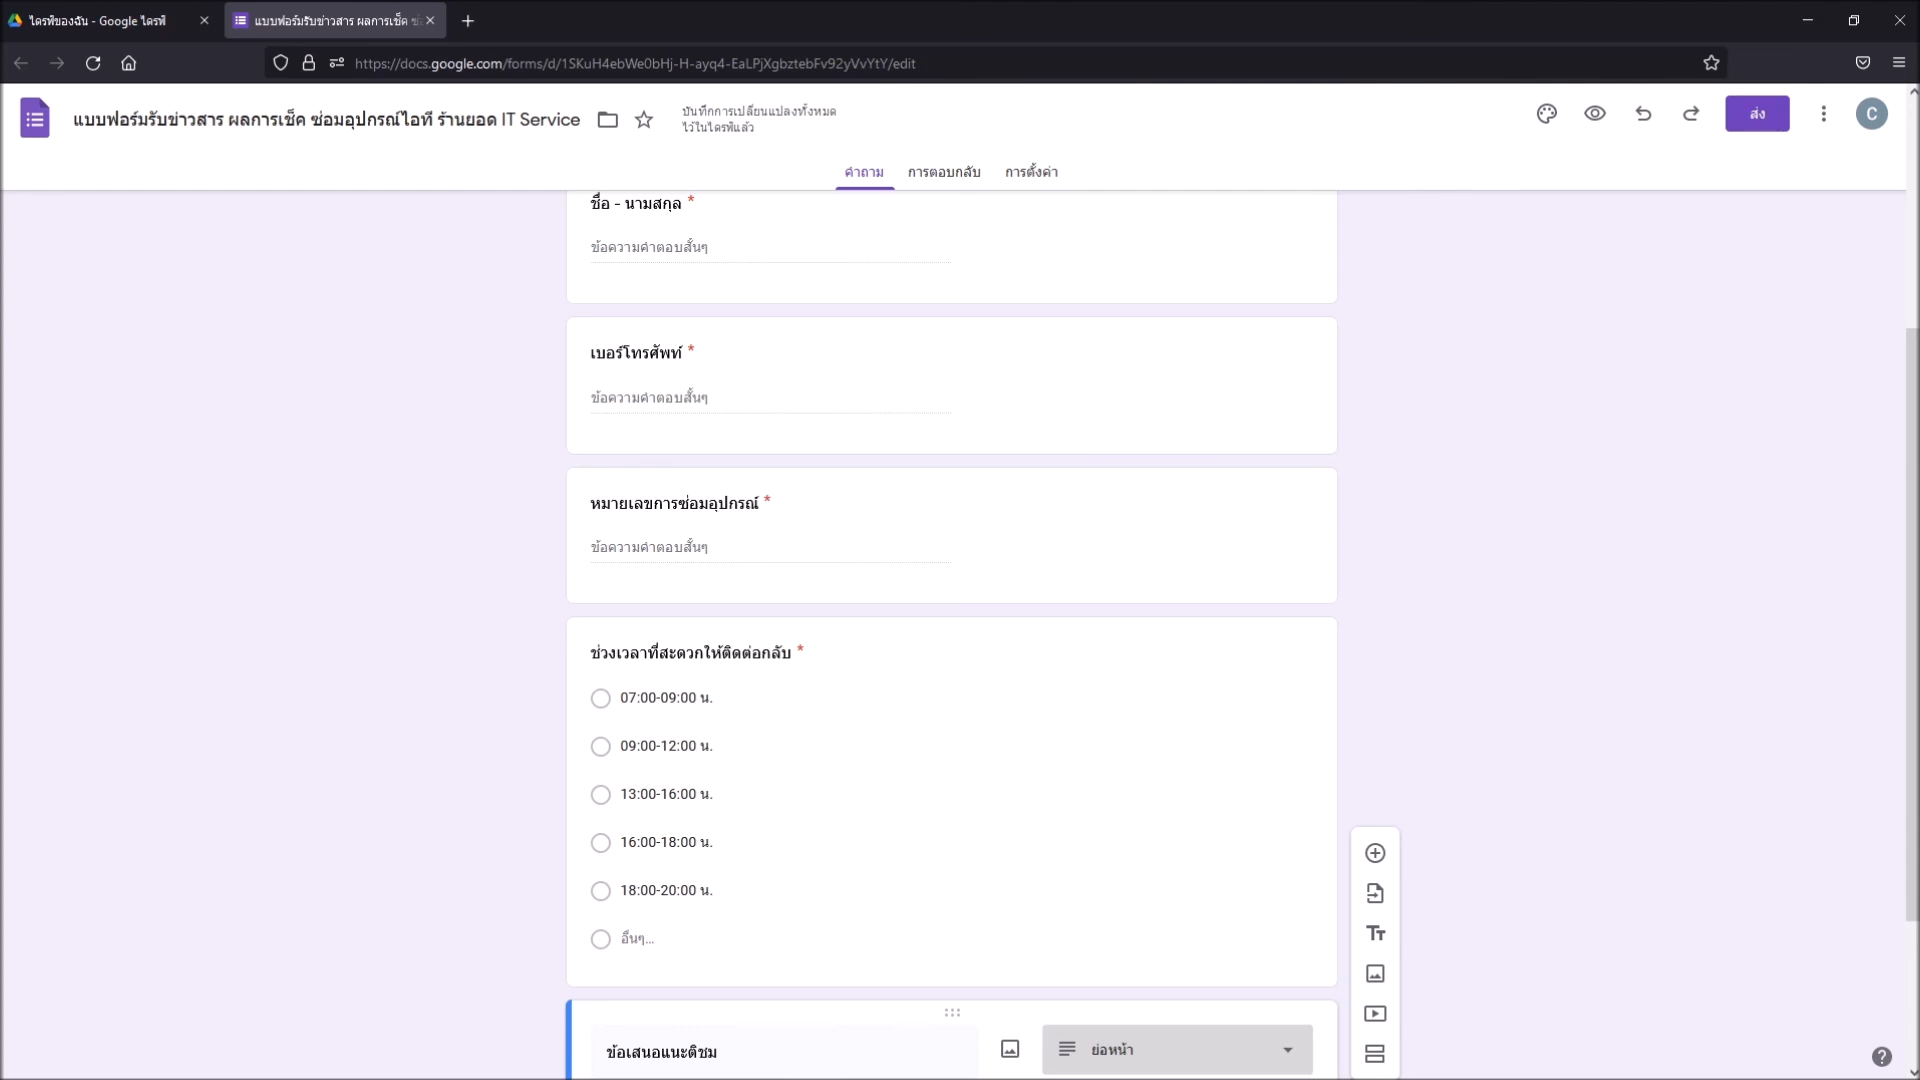 ไดรฟ์ของฉัน - Google ไดรฟ์
แบบฟอร์มรับข่าวสาร ผลการเช็ค
https://docs.google.com/forms/d/1SKuH4ebWe0bHj-H-ayq4-EaLPjXgbztebFv92yVvYtY/edit
แบบฟอร์มรับข่าวสาร ผลการเช็ค ซ่อมอุปกรณ์ไอที ร้านยอด IT Service
บันทึกการเปลี่ยนแปลงทั้งหมด
ไว้ในไดรฟ์แล้ว
ส่ง
C
คำถาม การตอบกลับ การตั้งค่า
ชื่อ - นามสกุล *
ข้อความคำตอบสั้นๆ
เบอร์โทรศัพท์ *
ข้อความคำตอบสั้นๆ
หมายเลขการซ่อมอุปกรณ์ *
ข้อความคำตอบสั้นๆ
ช่วงเวลาที่สะดวกให้ติดต่อกลับ *
07:00-09:00 น.
09:00-12:00 น.
13:00-16:00 น.
16:00-18:00 น.
18:00-20:00 น.
อื่นๆ...
ข้อเสนอแนะติชม
ย่อหน้า